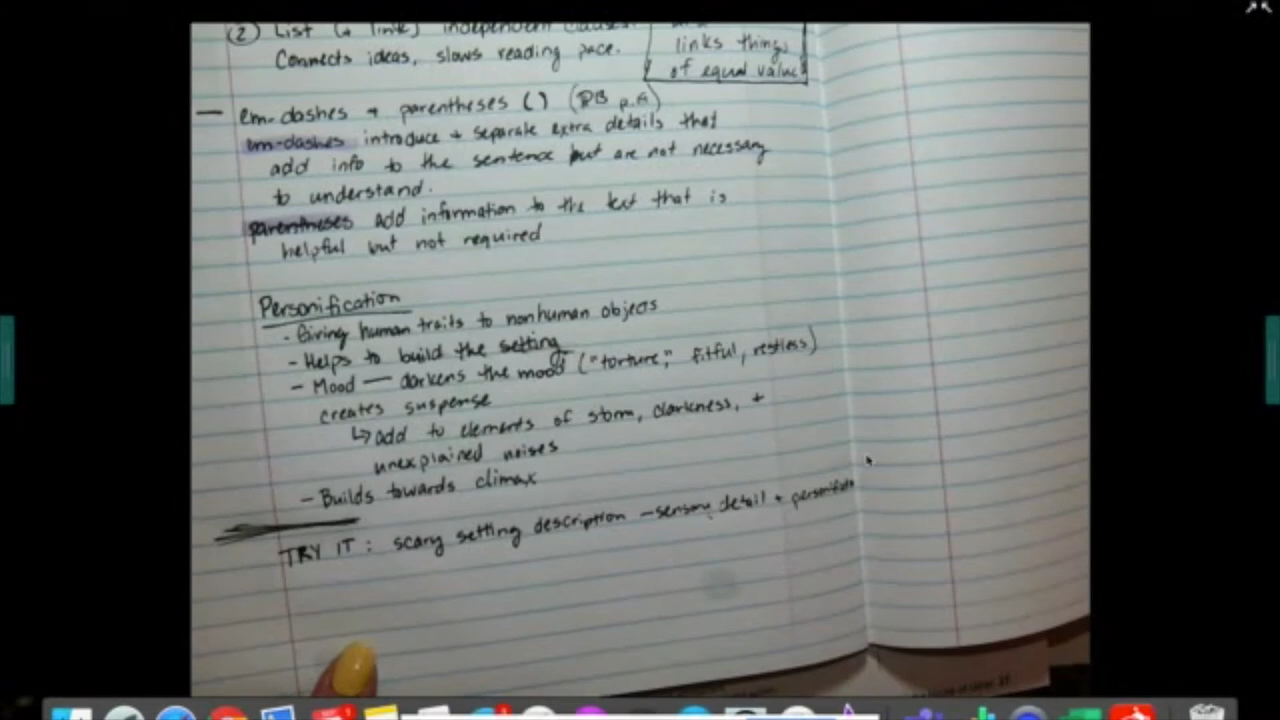 (2) List (+ link) independent clauses.
Connects ideas, slows reading pace.
links things
of equal value
— em-dashes + parentheses () (DB p.6)
em-dashes introduce + separate extra details that
add info to the sentence but are not necessary
to understand.
parentheses add information to the text that is
helpful but not required
Personification
- Giving human traits to nonhuman objects
- Helps to build the setting
- Mood — darkens the mood ("torture," fitful, restless)
creates suspense
↳ add to elements of storm, darkness, +
unexplained noises
- Builds towards climax
TRY IT: scary setting description - sensory detail +